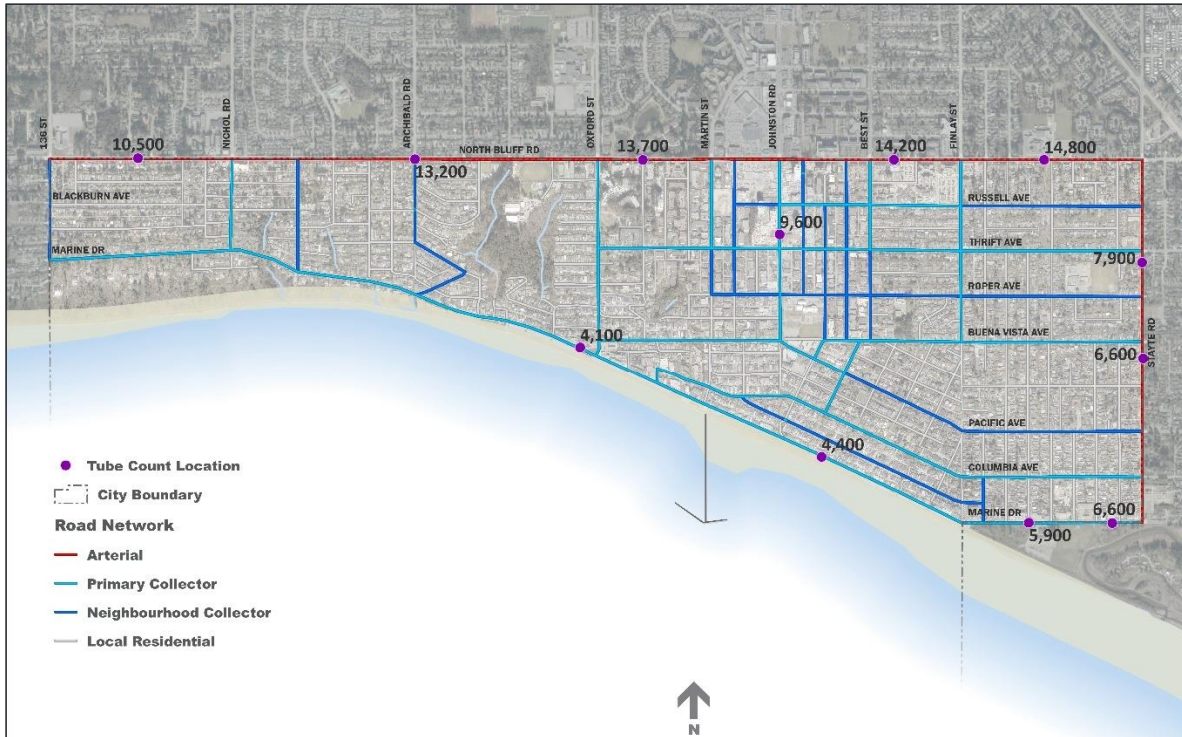 136 ST
NICHOL RD
ARCHIBALD RD
OXFORD ST
MARTIN ST
JOHNSTON RD
BEST ST
FINLAY ST
10,500
NORTH BLUFF RD
13,700
14,200
14,800
13,200
BLACKBURN AVE
RUSSELL AVE
9,600
MARINE DR
THRIFT AVE
7,900
ROPER AVE
BUENA VISTA AVE
4,100
6,600
STAYTE RD
PACIFIC AVE
4,400
COLUMBIA AVE
MARINE DR
6,600
5,900
Tube Count Location
City Boundary
Road Network
Arterial
Primary Collector
Neighbourhood Collector
Local Residential
N